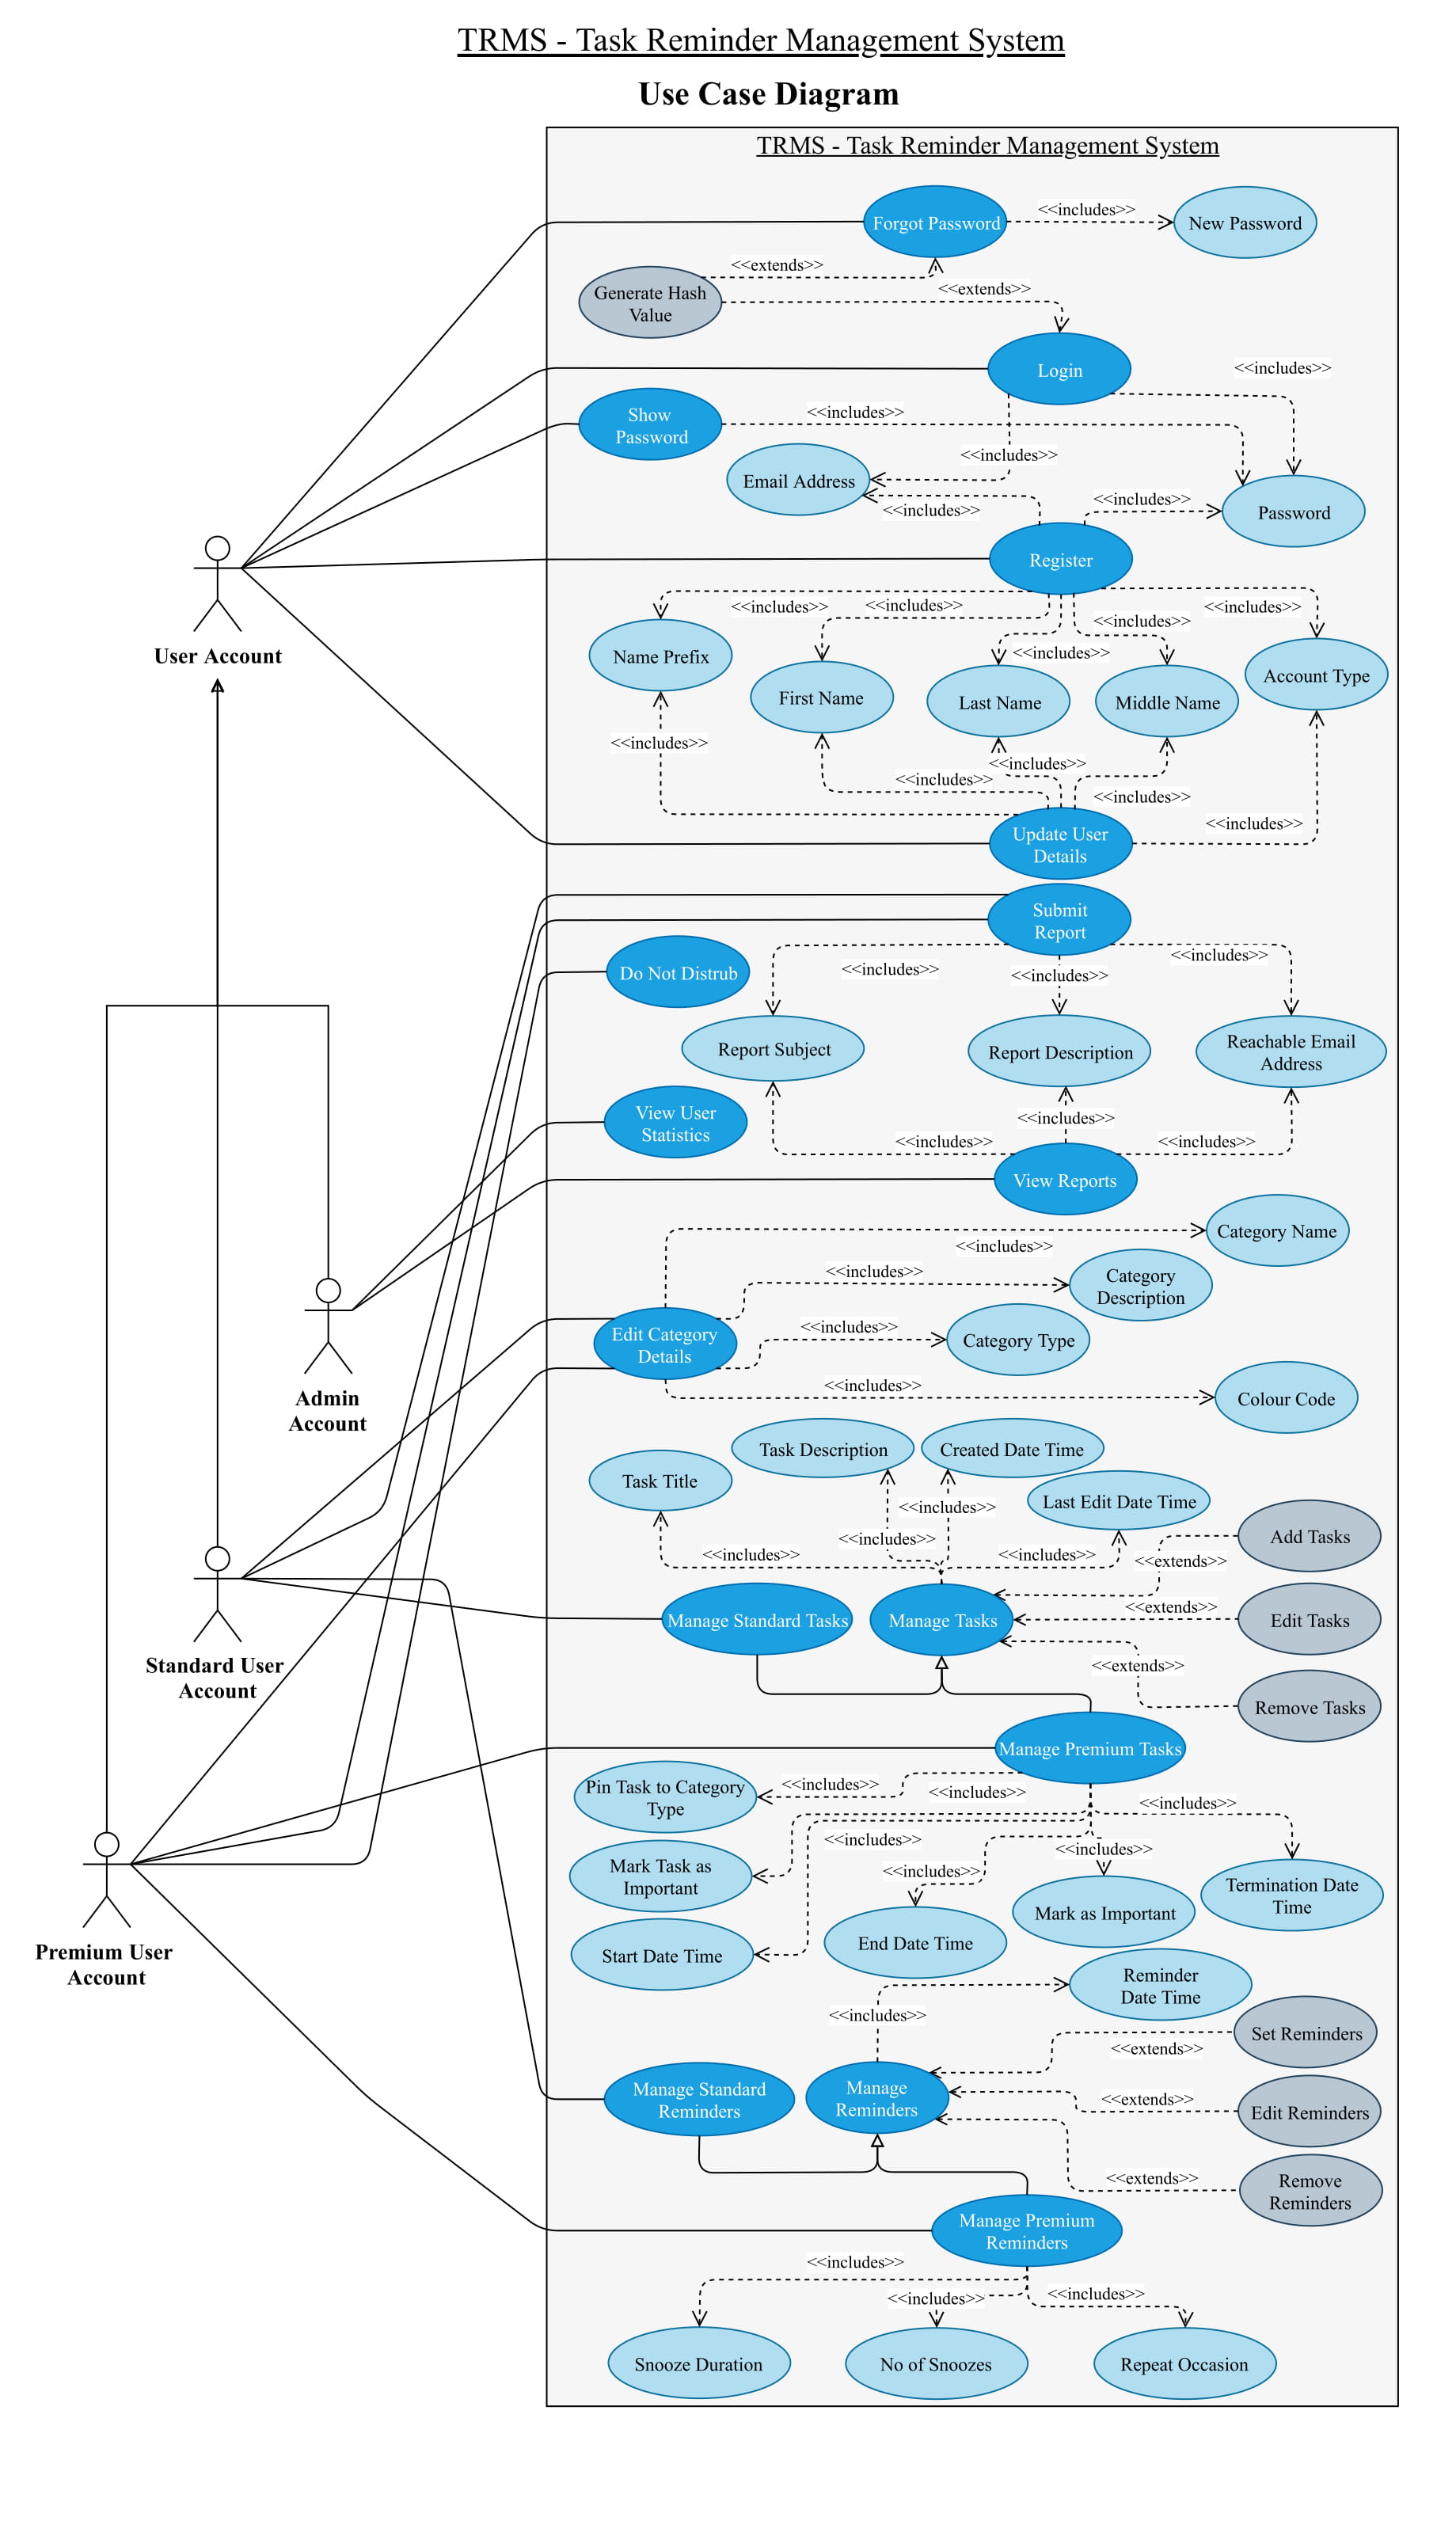 TRMS - Task Reminder Management System
Use Case Diagram
TRMS - Task Reminder Management System
Forgot Password
<<includes>>
New Password
<<extends>>
Generate Hash
Value
<<extends>>
Login
<<includes>>
Show
Password
<<includes>>
<<includes>>
Email Address
<<includes>>
<<includes>>
Password
Register
User Account
<<includes>>
<<includes>>
<<includes>>
<<includes>>
<<includes>>
Name Prefix
First Name
Last Name
Middle Name
Account Type
<<includes>>
<<includes>>
<<includes>>
<<includes>>
<<includes>>
Update User
Details
Submit
Report
Do Not Distrub
<<includes>>
<<includes>>
<<includes>>
Report Subject
Report Description
Reachable Email
Address
View User
Statistics
<<includes>>
<<includes>>
<<includes>>
View Reports
Category Name
<<includes>>
<<includes>>
Category
Description
Edit Category
Details
<<includes>>
Category Type
<<includes>>
Colour Code
Admin
Account
Task Title
Task Description
Created Date Time
Last Edit Date Time
<<includes>>
<<includes>>
<<includes>>
<<includes>>
Add Tasks
<<extends>>
Manage Standard Tasks
Manage Tasks
<<extends>>
Edit Tasks
<<extends>>
Remove Tasks
Standard User
Account
Manage Premium Tasks
Pin Task to Category
Type
<<includes>>
<<includes>>
<<includes>>
<<includes>>
<<includes>>
<<includes>>
Mark Task as
Important
Termination Date
Time
Mark as Important
End Date Time
Start Date Time
Premium User
Account
Reminder
Date Time
<<includes>>
Set Reminders
<<extends>>
Manage Standard
Reminders
Manage
Reminders
<<extends>>
Edit Reminders
<<extends>>
Remove
Reminders
Manage Premium
Reminders
<<includes>>
<<includes>>
<<includes>>
Snooze Duration
No of Snoozes
Repeat Occasion